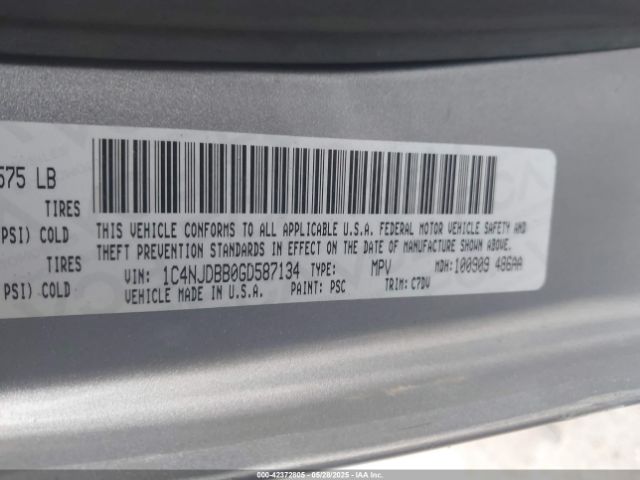 575 LB
TIRES
PSI) COLD
TIRES
PSI) COLD
THIS VEHICLE CONFORMS TO ALL APPLICABLE U.S.A. FEDERAL MOTOR VEHICLE SAFETY AND
THEFT PREVENTION STANDARDS IN EFFECT ON THE DATE OF MANUFACTURE SHOWN ABOVE.
VIN: 1C4NJDBB0GD587134 TYPE: MPV MDH:100909 486AA
VEHICLE MADE IN U.S.A. PAINT: PSC TRIM: C7DV
000-42372805 - 05/28/2025 - IAAI Inc.